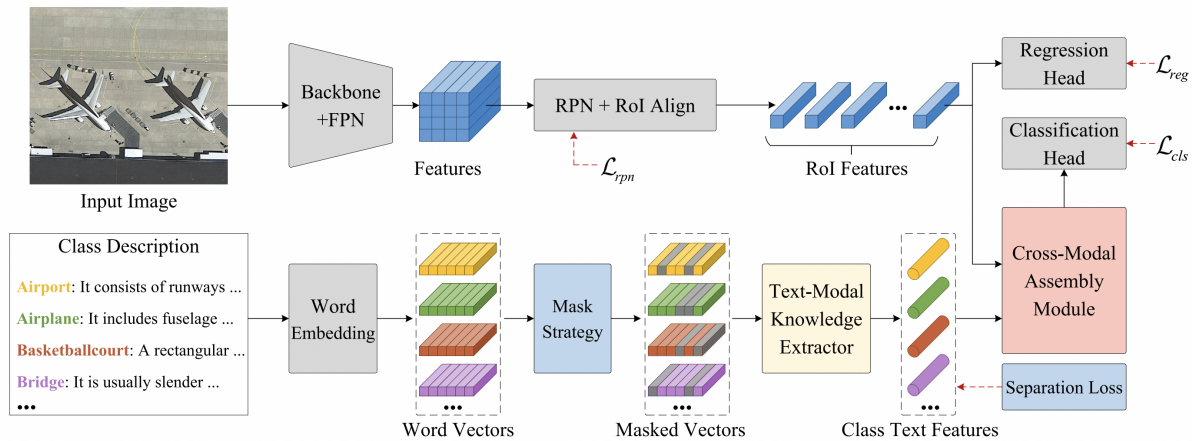 Input Image
Backbone
+FPN
Features
RPN + RoI Align
ℒrpn
RoI Features
Regression
Head
ℒreg
Classification
Head
ℒcls
Class Description
Airport: It consists of runways ...
Airplane: It includes fuselage ...
Basketballcourt: A rectangular ...
Bridge: It is usually slender ...
•••
Word
Embedding
•••
Word Vectors
Mask
Strategy
•••
Masked Vectors
Text-Modal
Knowledge
Extractor
•••
Class Text Features
Cross-Modal
Assembly
Module
Separation Loss